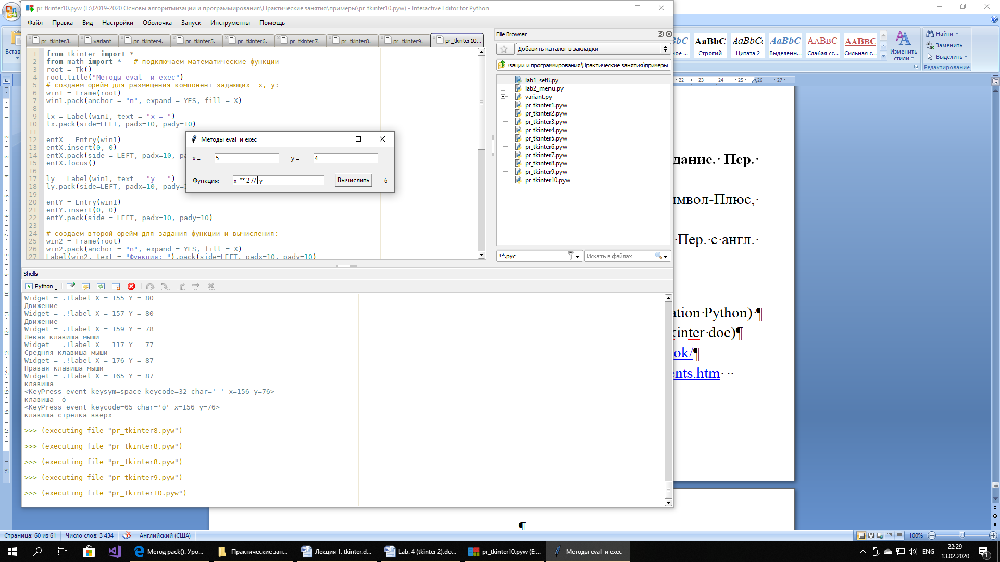 pr_tkinter10.pyw (E:\!2019-2020 Основы алгоритмизации и программирования\Практические занятия\примеры\pr_tkinter10.pyw) - Interactive Editor for Python
Файл Правка Вид Настройки Оболочка Запуск Инструменты Помощь
pr_tkinter3.... variant... pr_tkinter4.... pr_tkinter5.... pr_tkinter6.... pr_tkinter7.... pr_tkinter8.... pr_tkinter9.... pr_tkinter10...
1 from tkinter import *
2 from math import *   # подключаем математические функции
3 root = Tk()
4 root.title("Методы eval  и exec")
5 # создаем фрейм для размещения компонент задающих  x, y:
6 win1 = Frame(root)
7 win1.pack(anchor = "n", expand = YES, fill = X)
8
9 lx = Label(win1, text = "x = ")
10 lx.pack(side=LEFT, padx=10, pady=10)
11
12 entX = Entry(win1)
13 entX.insert(0, 0)
14 entX.pack(side = LEFT, padx=10, pa
15 entX.focus()
16
17 ly = Label(win1, text = "y = ")
18 ly.pack(side=LEFT, padx=10, pady=
19
20 entY = Entry(win1)
21 entY.insert(0, 0)
22 entY.pack(side = LEFT, padx=10, pady=10)
23
24 # создаем второй фрейм для задания функции и вычисления:
25 win2 = Frame(root)
26 win2.pack(anchor = "n", expand = YES, fill = X)
27 Label(win2, text = "Функция: ").pack(side=LEFT, padx=10, pady=10)
Методы eval  и exec
x = 5 y = 4
Функция: x ** 2 // y Вычислить 6
File Browser
Добавить каталог в закладки
изации и программирования\Практические занятия\примеры
lab1_set8.py
lab2_menu.py
variant.py
pr_tkinter1.pyw
pr_tkinter2.pyw
pr_tkinter3.pyw
pr_tkinter4.pyw
pr_tkinter5.pyw
pr_tkinter6.pyw
pr_tkinter7.pyw
pr_tkinter8.pyw
pr_tkinter9.pyw
pr_tkinter10.pyw
!*.pyc Искать в файлах
Shells
Python
Widget = .!label X = 155 Y = 80
Движение
Widget = .!label X = 157 Y = 80
Движение
Widget = .!label X = 159 Y = 78
Левая клавиша мыши
Widget = .!label X = 117 Y = 77
Средняя клавиша мыши
Widget = .!label X = 176 Y = 87
Правая клавиша мыши
Widget = .!label X = 165 Y = 87
клавиша
<KeyPress event keysym=space keycode=32 char=' ' x=156 y=76>
клавиша  ф
<KeyPress event keycode=65 char='ф' x=156 y=76>
клавиша стрелка вверх
>>> (executing file "pr_tkinter8.pyw")
>>> (executing file "pr_tkinter8.pyw")
>>> (executing file "pr_tkinter8.pyw")
>>> (executing file "pr_tkinter9.pyw")
>>> (executing file "pr_tkinter10.pyw")
Встав
AaBbC AaBbCc AaBbC AaBbC AaBbC
Строгий Цитата 2 Выделенн... Слабая сс... Сильная с...
Изменить стили
Найти
Заменить
Выделить
Редактирование
22 23 24 25 26 27
дание. Пер.
имвол-Плюс,
Пер. с англ.
ation Python) ¶
kinter doc)¶
ok/¶
ents.htm
¶
Страница: 60 из 61 Число слов: 3 434 Английский (США) 100%
Метод pack(). Уро... Практические зан... Лекция 1. tkinter.d... Lab. 4 (tkinter 2).do... pr_tkinter10.pyw (E:... Методы eval  и exec ENG 22:29
13.02.2020 1